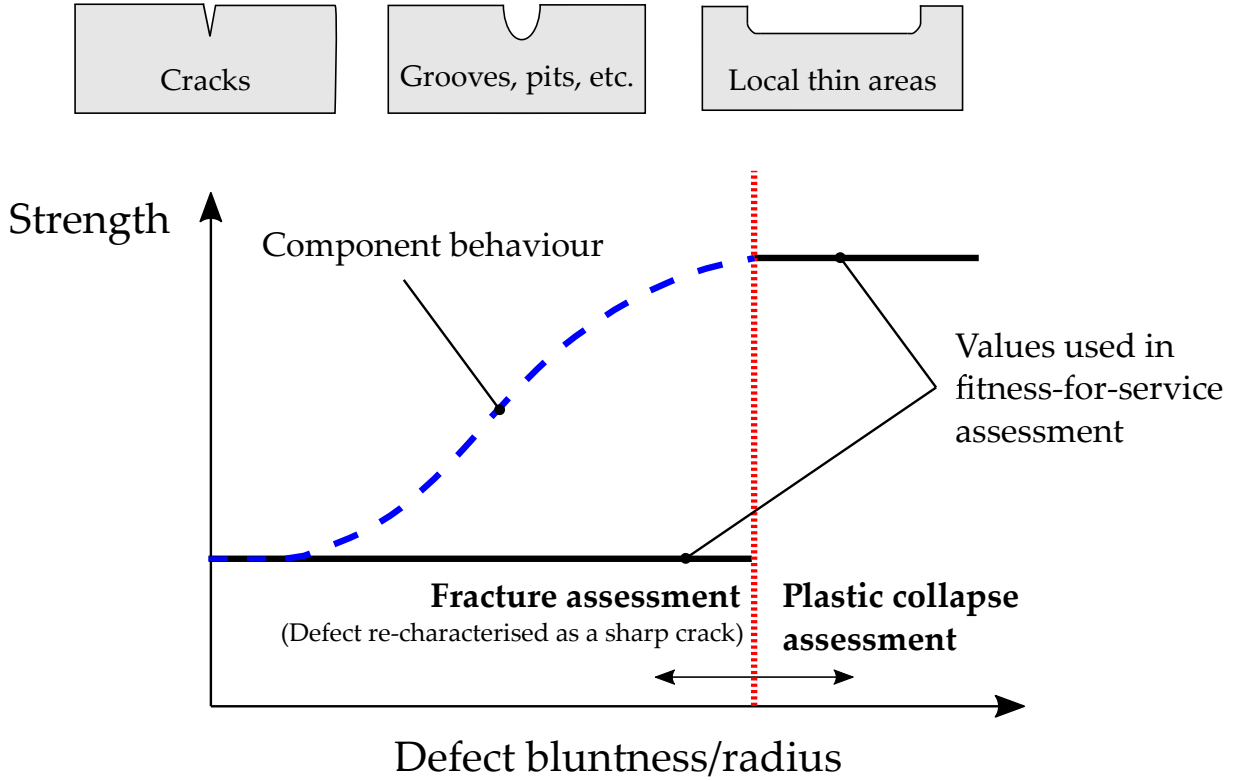 Cracks
Grooves, pits, etc.
Local thin areas
Strength
Component behaviour
Values used in
fitness-for-service
assessment
Fracture assessment
(Defect re-characterised as a sharp crack)
Plastic collapse
assessment
Defect bluntness/radius